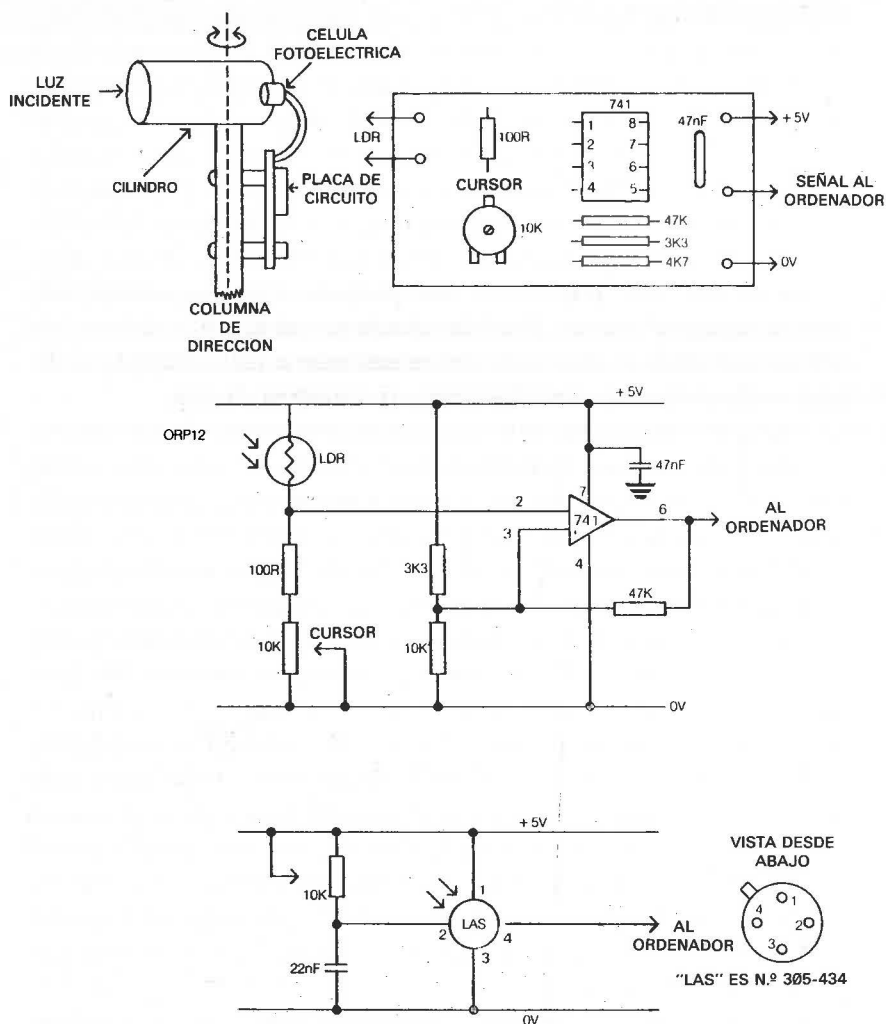 CELULA
FOTOELECTRICA
LUZ
INCIDENTE
CILINDRO
PLACA DE
CIRCUITO
COLUMNA
DE
DIRECCION
LDR
100R
CURSOR
10K
741
1
2
3
4
8
7
6
5
47nF
47K
3K3
4K7
+5V
SEÑAL AL
ORDENADOR
0V
+5V
ORP12
LDR
47nF
7
2
3
741
+
6
4
AL
ORDENADOR
100R
3K3
47K
10K
CURSOR
10K
0V
+5V
10K
1
2
LAS
4
3
22nF
AL
ORDENADOR
0V
VISTA DESDE
ABAJO
4
1
2
3
"LAS" ES N.º 305-434